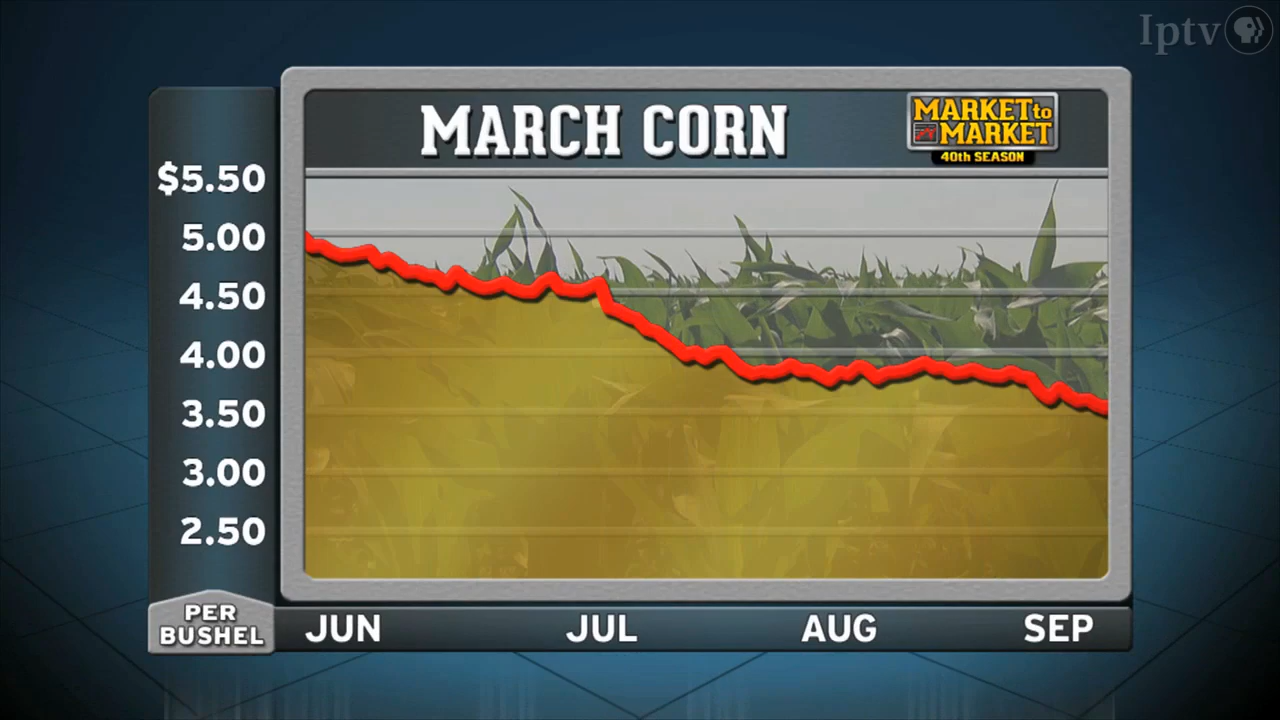 Iptv
MARCH CORN
MARKET to
MARKET
40th SEASON
$5.50
5.00
4.50
4.00
3.50
3.00
2.50
PER
BUSHEL
JUN JUL AUG SEP